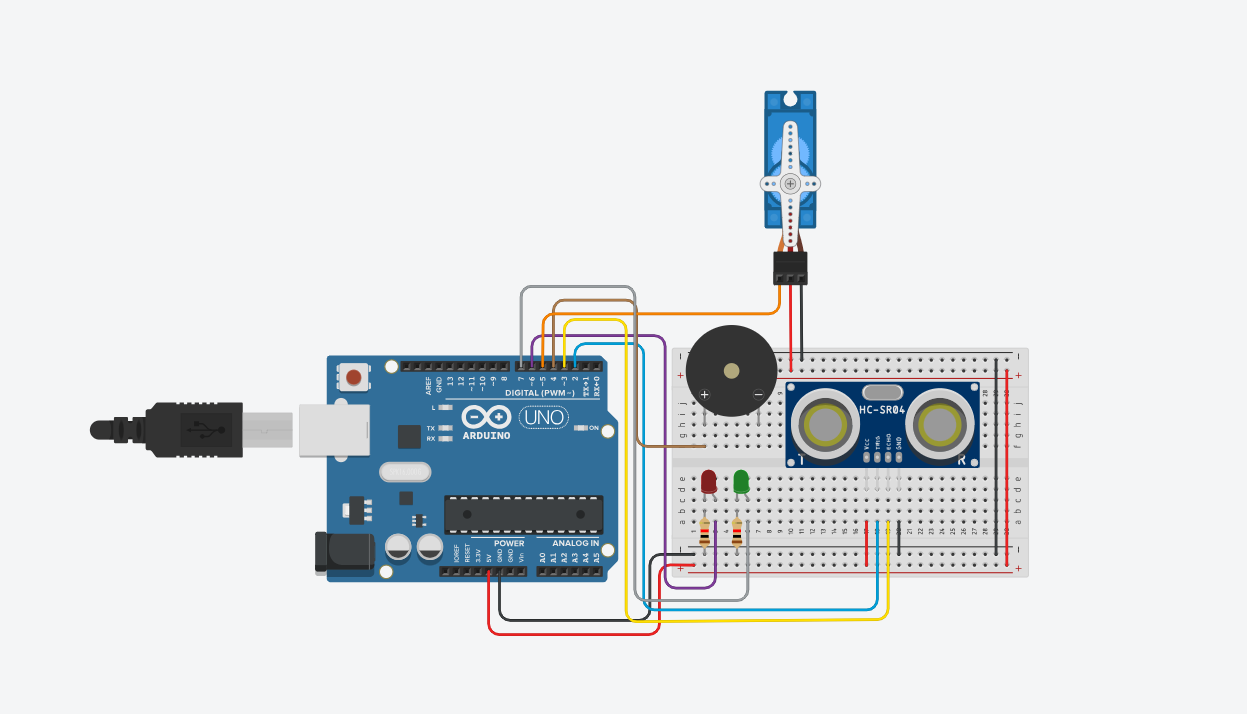 AREF
GND
13
12
~11
~10
~9
8
7
~6
~5
4
~3
2
TX→1
RX←0
DIGITAL (PWM~)
L
TX
RX
ARDUINO
UNO
ON
POWER
ANALOG IN
IOREF
RESET
3.3V
5V
GND
GND
Vin
A0
A1
A2
A3
A4
A5
HC-SR04
Vcc
TRIG
ECHO
GND
T
R
j
i
h
g
f
e
d
c
b
a